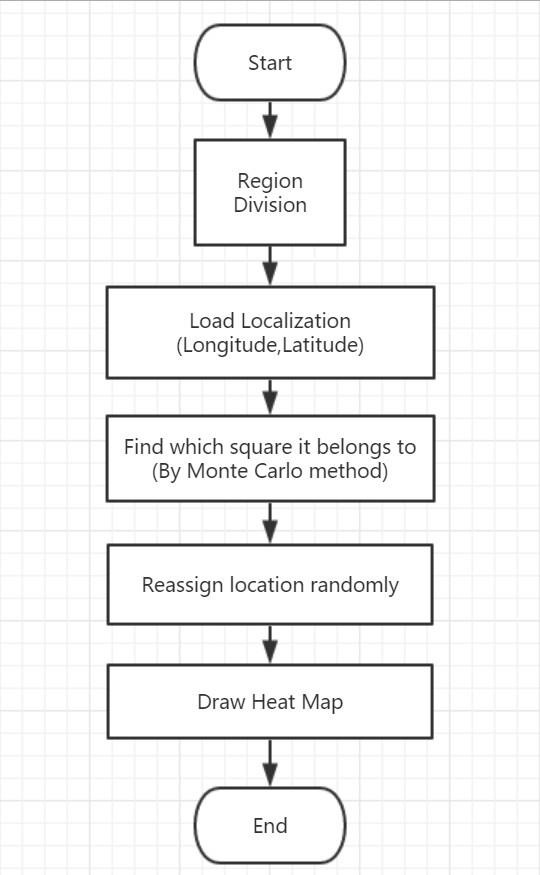 Start
Region
Division
Load Localization
(Longitude,Latitude)
Find which square it belongs to
(By Monte Carlo method)
Reassign location randomly
Draw Heat Map
End